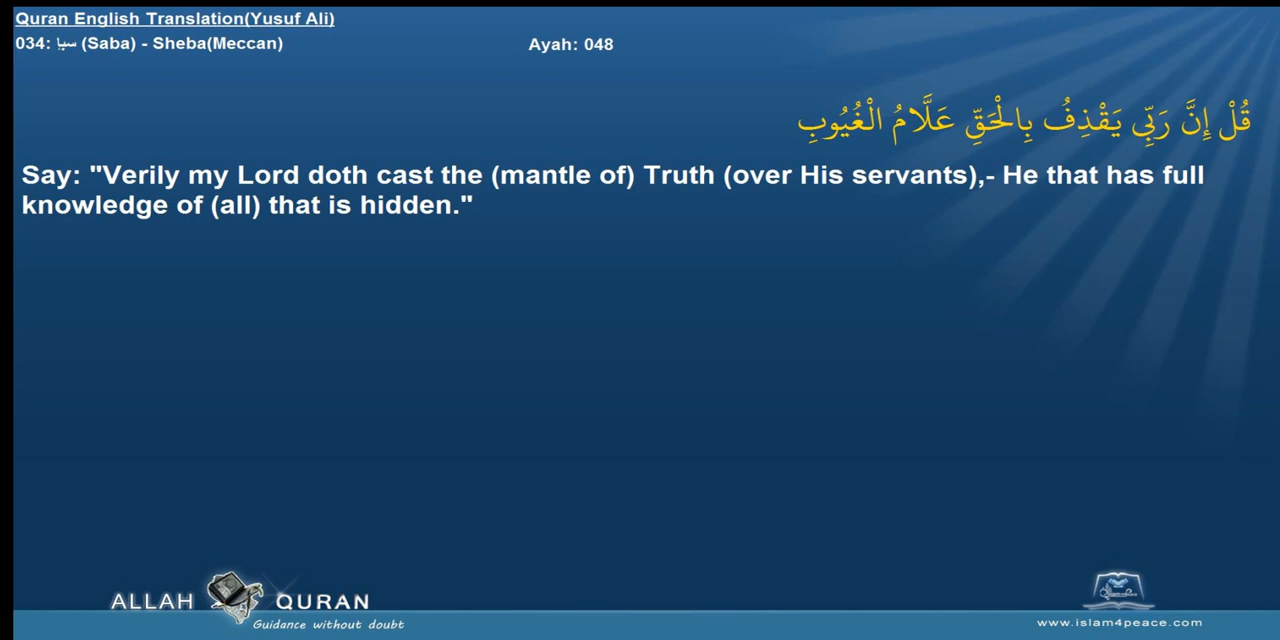 Quran English Translation(Yusuf Ali)
034: سبإ (Saba) - Sheba(Meccan) Ayah: 048
قُلْ إِنَّ رَبِّي يَقْذِفُ بِالْحَقِّ عَلَّامُ الْغُيُوبِ
Say: "Verily my Lord doth cast the (mantle of) Truth (over His servants),- He that has full
knowledge of (all) that is hidden."
ALLAH QURAN
Guidance without doubt
www.islam4peace.com